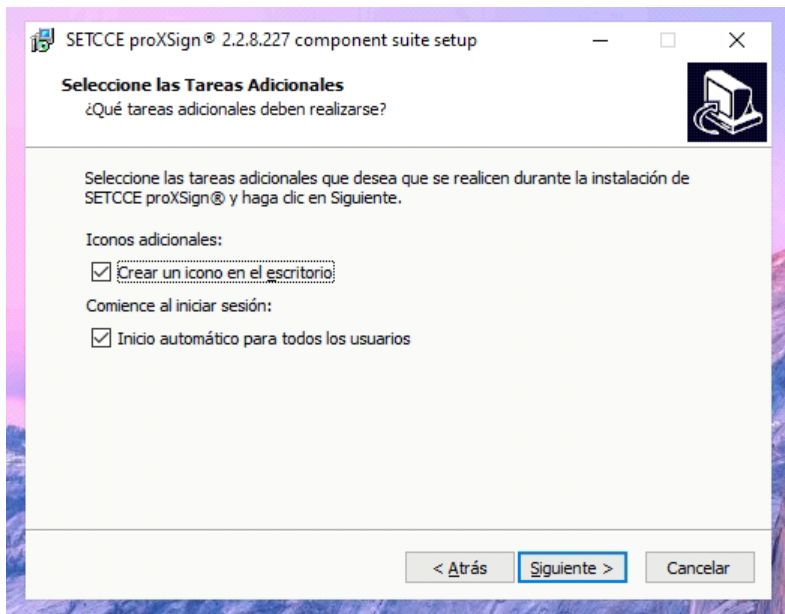 SETCCE proXSign® 2.2.8.227 component suite setup
Seleccione las Tareas Adicionales
¿Qué tareas adicionales deben realizarse?
Seleccione las tareas adicionales que desea que se realicen durante la instalación de
SETCCE proXSign® y haga clic en Siguiente.
Iconos adicionales:
Crear un icono en el escritorio
Comience al iniciar sesión:
Inicio automático para todos los usuarios
< Atrás Siguiente > Cancelar